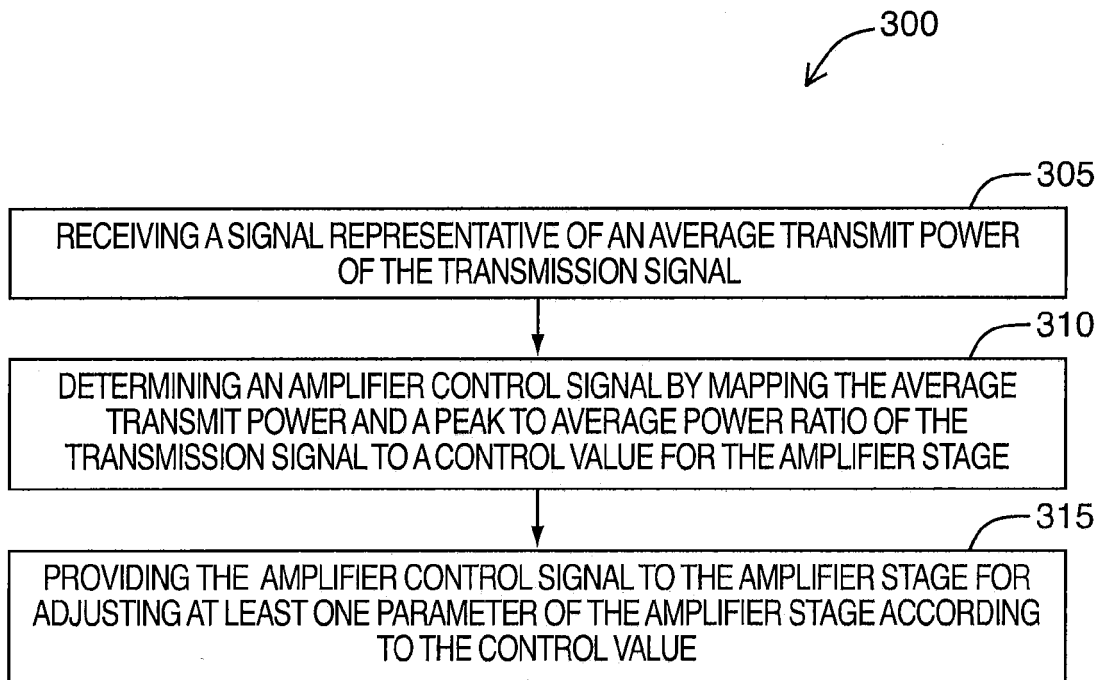 300
305
RECEIVING A SIGNAL REPRESENTATIVE OF AN AVERAGE TRANSMIT POWER
OF THE TRANSMISSION SIGNAL
310
DETERMINING AN AMPLIFIER CONTROL SIGNAL BY MAPPING THE AVERAGE
TRANSMIT POWER AND A PEAK TO AVERAGE POWER RATIO OF THE
TRANSMISSION SIGNAL TO A CONTROL VALUE FOR THE AMPLIFIER STAGE
315
PROVIDING THE AMPLIFIER CONTROL SIGNAL TO THE AMPLIFIER STAGE FOR
ADJUSTING AT LEAST ONE PARAMETER OF THE AMPLIFIER STAGE ACCORDING
TO THE CONTROL VALUE